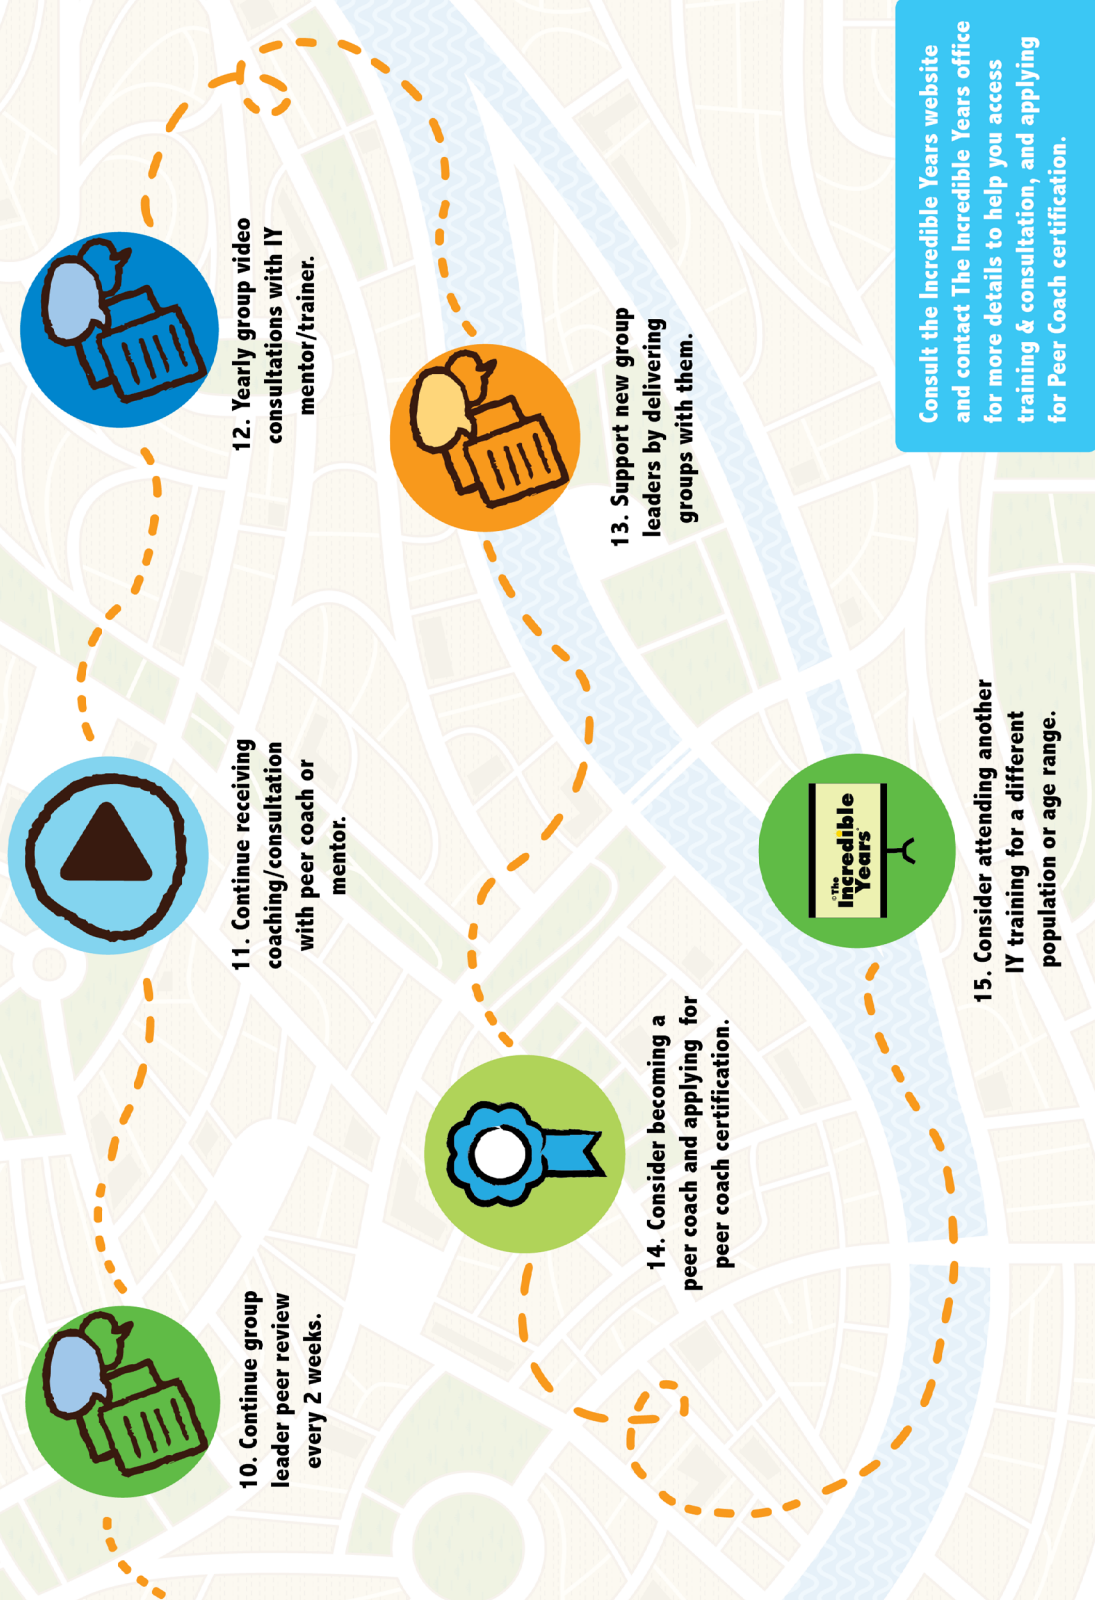 10. Continue group
leader peer review
every 2 weeks.
11. Continue receiving
coaching/consultation
with peer coach or
mentor.
12. Yearly group video
consultations with IY
mentor/trainer.
13. Support new group
leaders by delivering
groups with them.
14. Consider becoming a
peer coach and applying for
peer coach certification.
©The
Incredible
Years®
15. Consider attending another
IY training for a different
population or age range.
Consult the Incredible Years website
and contact The Incredible Years office
for more details to help you access
training & consultation, and applying
for Peer Coach certification.